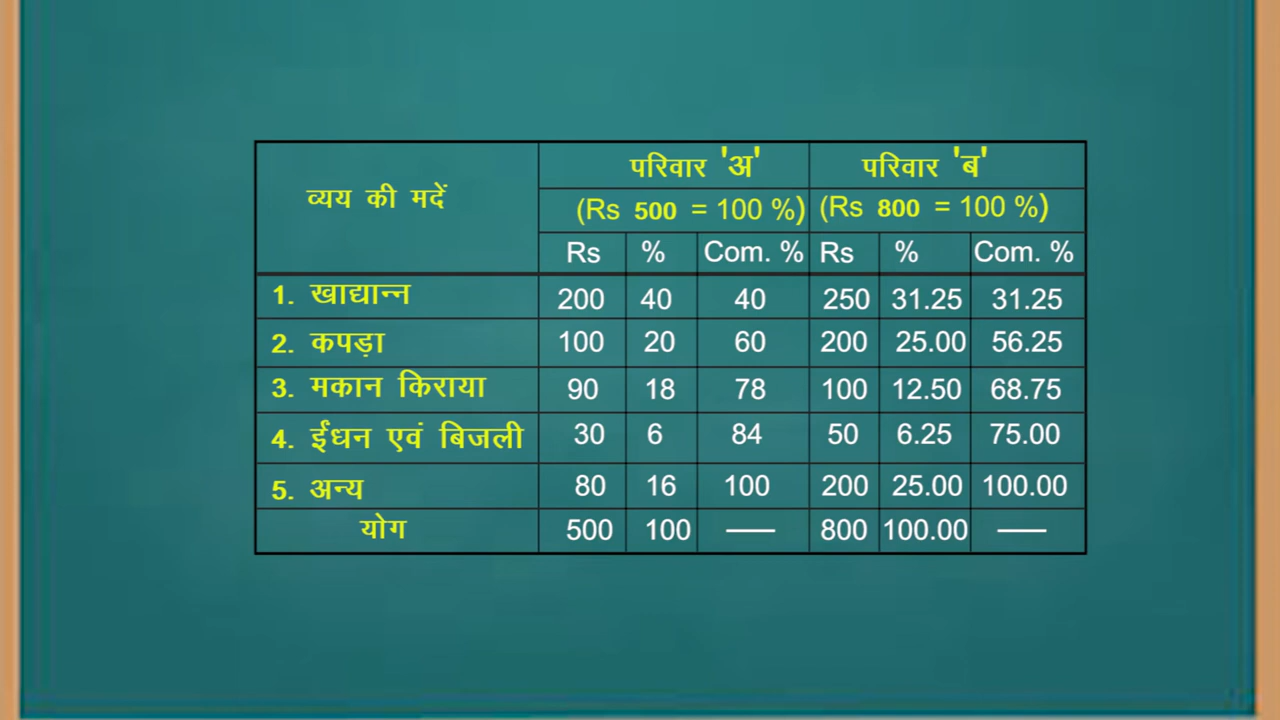 व्यय की मदें परिवार 'अ' परिवार 'ब'
(Rs 500 = 100 %) (Rs 800 = 100 %)
Rs % Com. % Rs % Com. %
1. खाद्यान्न 200 40 40 250 31.25 31.25
2. कपड़ा 100 20 60 200 25.00 56.25
3. मकान किराया 90 18 78 100 12.50 68.75
4. ईंधन एवं बिजली 30 6 84 50 6.25 75.00
5. अन्य 80 16 100 200 25.00 100.00
योग 500 100 —— 800 100.00 ——